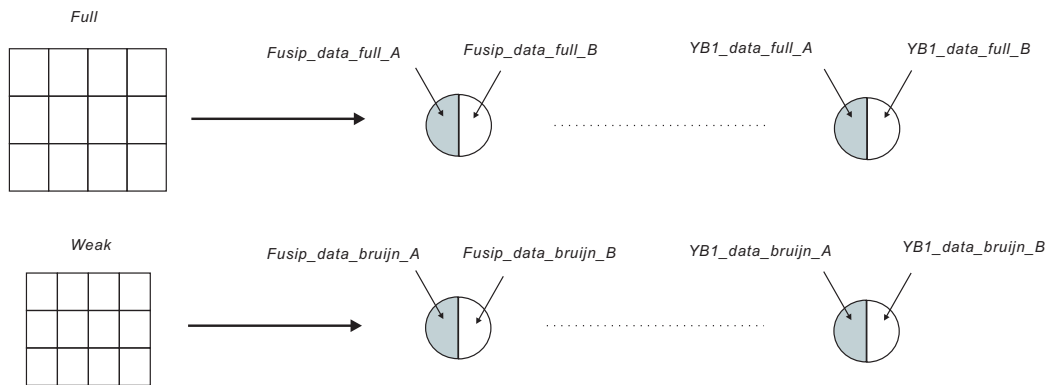 Full
Fusip_data_full_A
Fusip_data_full_B
YB1_data_full_A
YB1_data_full_B
Weak
Fusip_data_bruijn_A
Fusip_data_bruijn_B
YB1_data_bruijn_A
YB1_data_bruijn_B